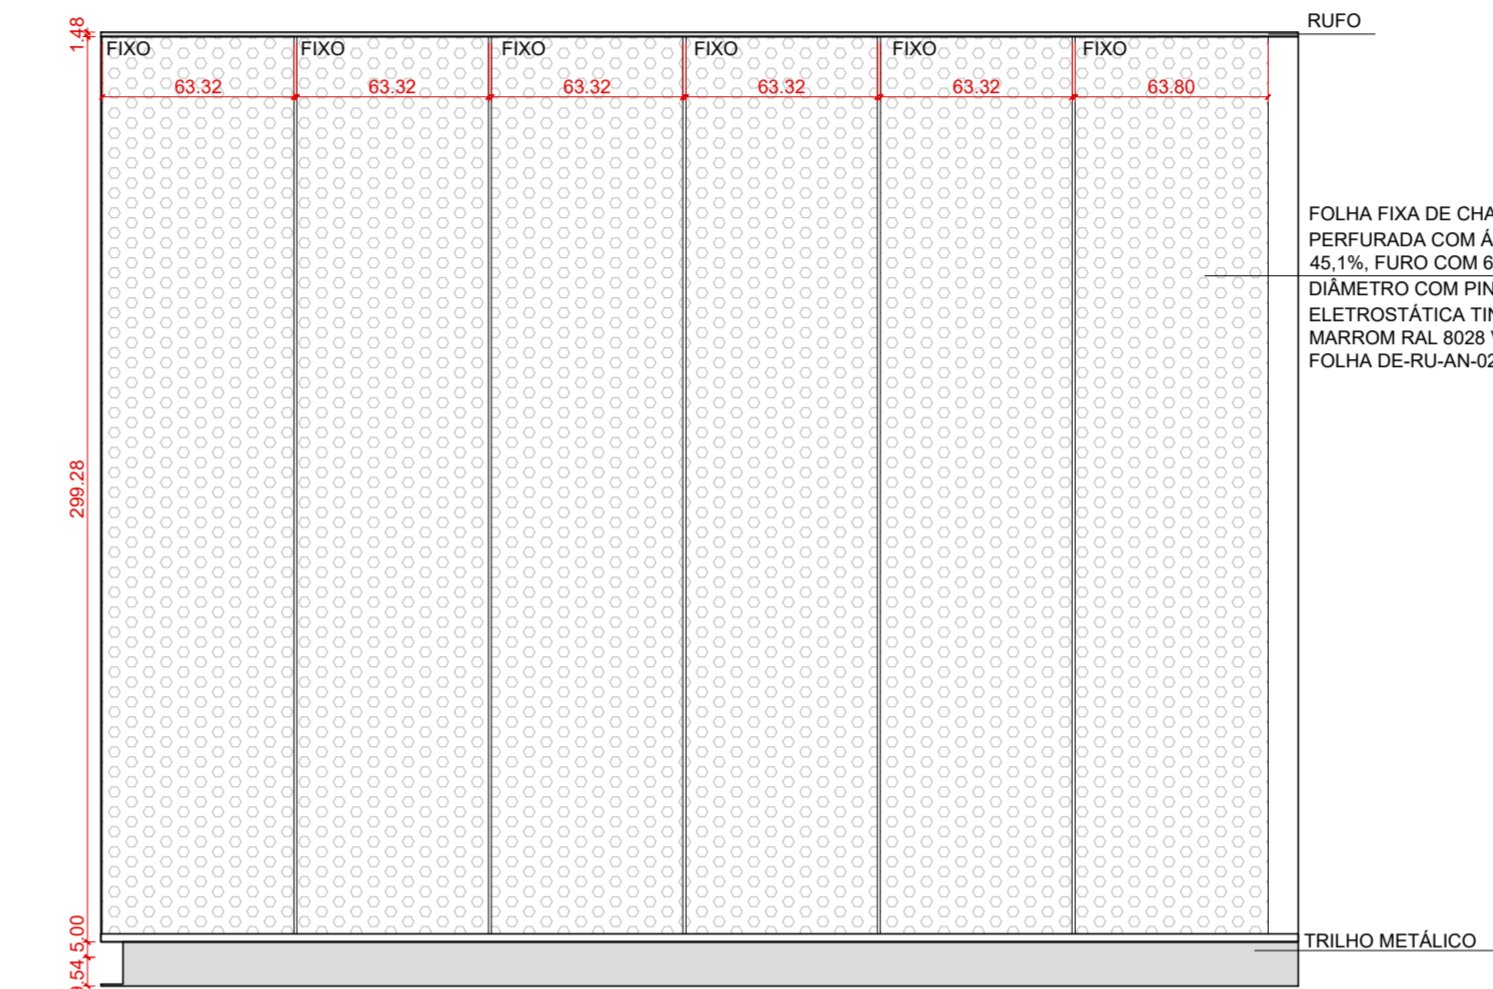 1.48
RUFO
FIXO FIXO FIXO FIXO FIXO FIXO
63.32 63.32 63.32 63.32 63.32 63.80
FOLHA FIXA DE CHA
PERFURADA COM Á
45,1%, FURO COM 6
DIÂMETRO COM PIN
ELETROSTÁTICA TIN
MARROM RAL 8028
FOLHA DE-RU-AN-02
299.28
5.00
TRILHO METÁLICO
.54